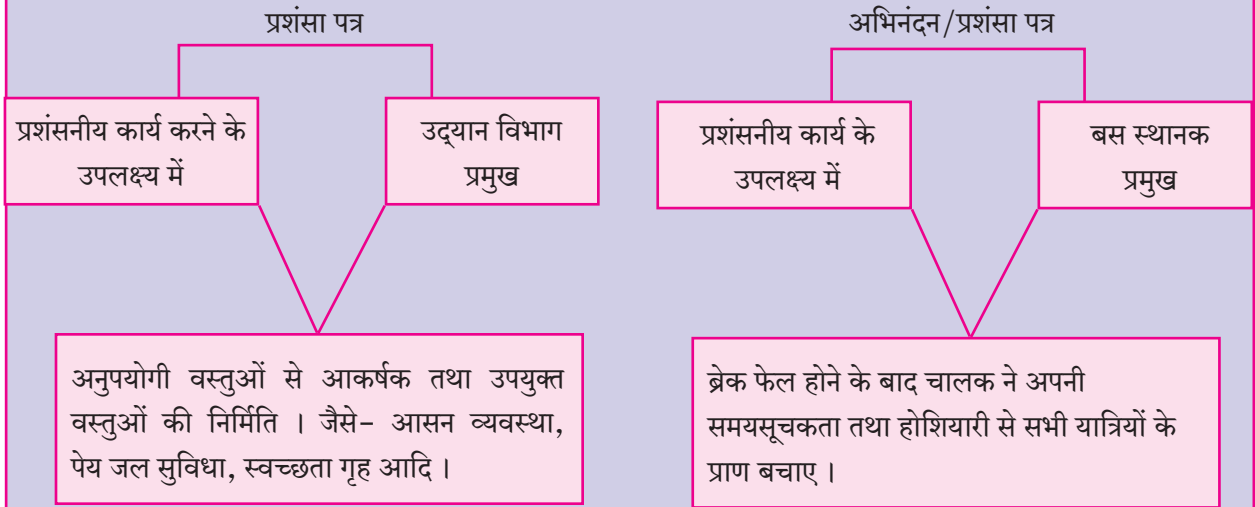 प्रशंसा पत्र
प्रशंसनीय कार्य करने के
उपलक्ष्य में
उद्‌यान विभाग
प्रमुख
अनुपयोगी वस्तुओं से आकर्षक तथा उपयुक्त
वस्तुओं की निर्मिति । जैसे- आसन व्यवस्था,
पेय जल सुविधा, स्वच्छता गृह आदि ।
अभिनंदन/प्रशंसा पत्र
प्रशंसनीय कार्य के
उपलक्ष्य में
बस स्थानक
प्रमुख
ब्रेक फेल होने के बाद चालक ने अपनी
समयसूचकता तथा होशियारी से सभी यात्रियों के
प्राण बचाए ।